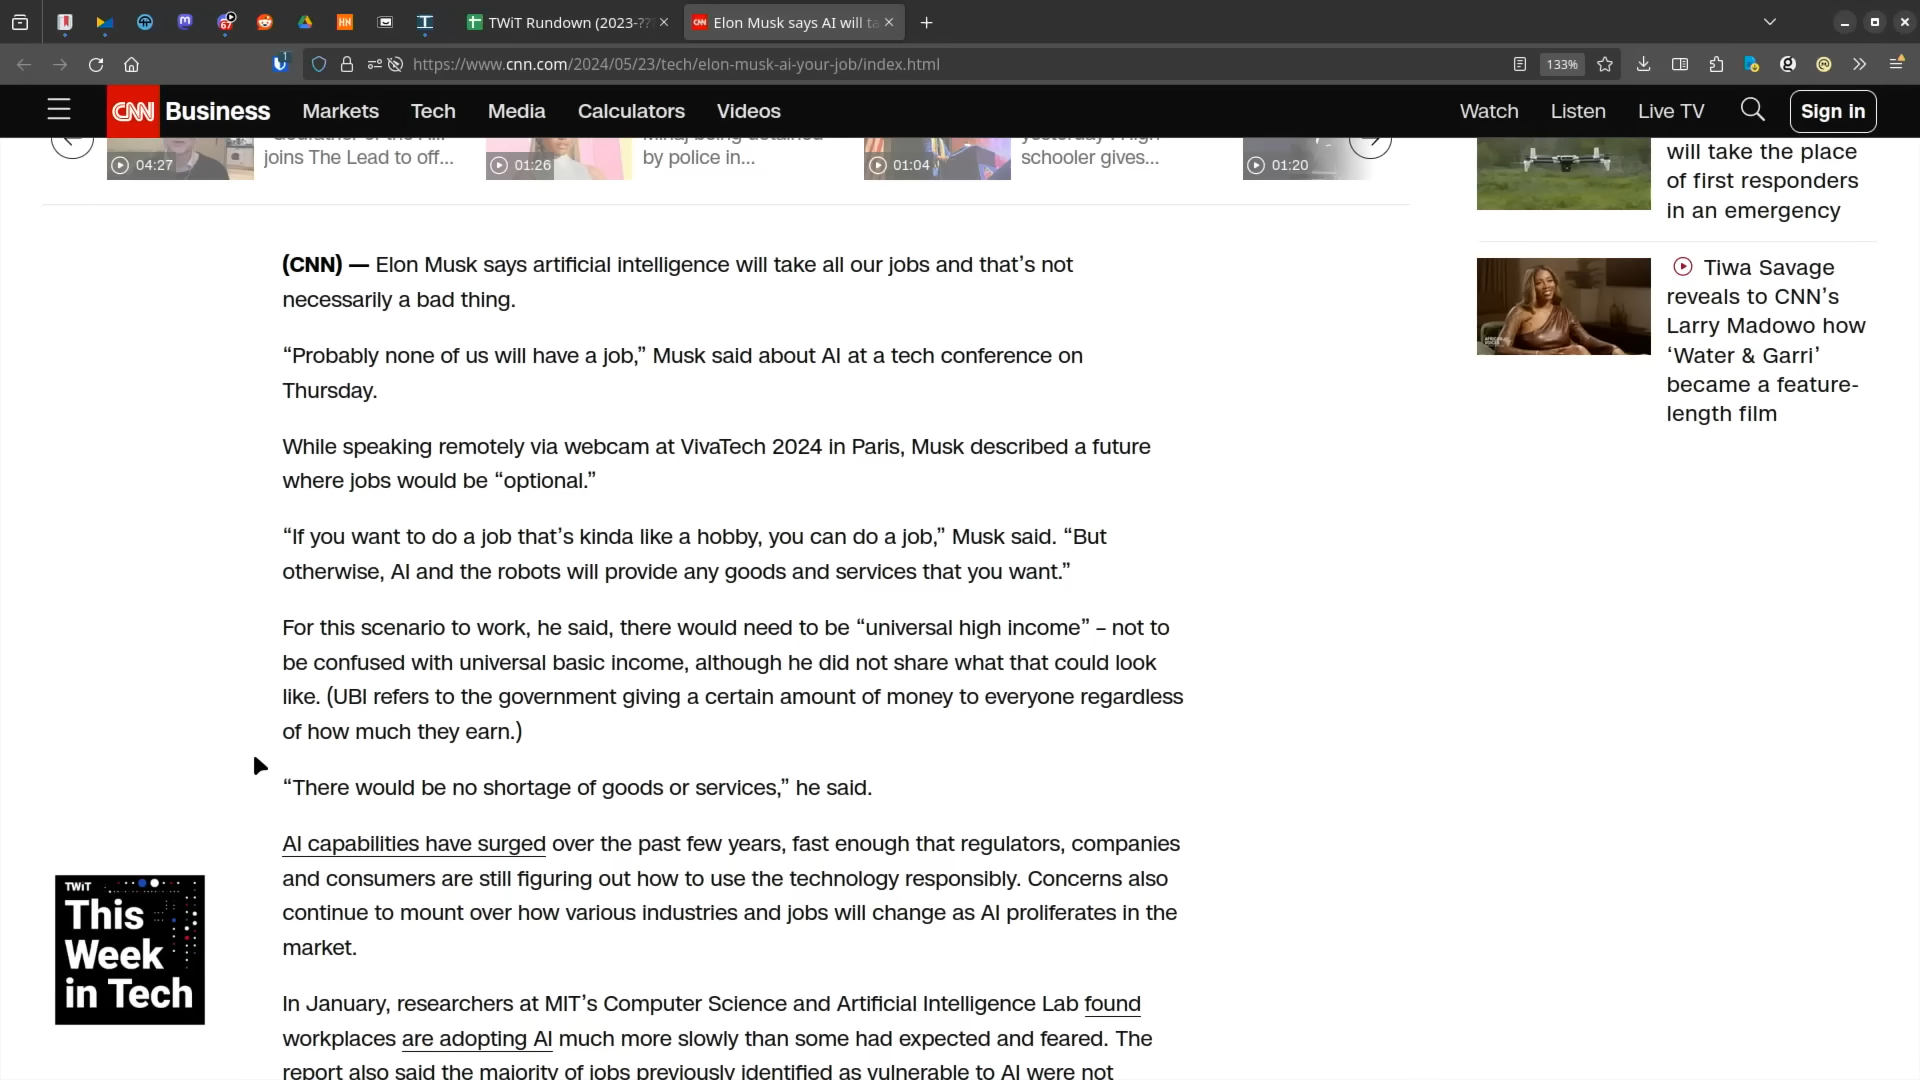 TWiT Rundown (2023-???
Elon Musk says AI will ta
67
HN
https://www.cnn.com/2024/05/23/tech/elon-musk-ai-your-job/index.html
133%
CNN Business
Markets
Tech
Media
Calculators
Videos
Watch
Listen
Live TV
Sign in
04:27
joins The Lead to off...
01:26
Mina, being detained
by police in...
01:04
schooler gives...
01:20
will take the place
of first responders
in an emergency
Tiwa Savage
reveals to CNN’s
Larry Madowo how
‘Water & Garri’
became a feature-
length film
(CNN) — Elon Musk says artificial intelligence will take all our jobs and that’s not
necessarily a bad thing.
“Probably none of us will have a job,” Musk said about AI at a tech conference on
Thursday.
While speaking remotely via webcam at VivaTech 2024 in Paris, Musk described a future
where jobs would be “optional.”
“If you want to do a job that’s kinda like a hobby, you can do a job,” Musk said. “But
otherwise, AI and the robots will provide any goods and services that you want.”
For this scenario to work, he said, there would need to be “universal high income” – not to
be confused with universal basic income, although he did not share what that could look
like. (UBI refers to the government giving a certain amount of money to everyone regardless
of how much they earn.)
“There would be no shortage of goods or services,” he said.
AI capabilities have surged over the past few years, fast enough that regulators, companies
and consumers are still figuring out how to use the technology responsibly. Concerns also
continue to mount over how various industries and jobs will change as AI proliferates in the
market.
In January, researchers at MIT’s Computer Science and Artificial Intelligence Lab found
workplaces are adopting AI much more slowly than some had expected and feared. The
report also said the majority of jobs previously identified as vulnerable to AI were not
TWiT
This
Week
in Tech